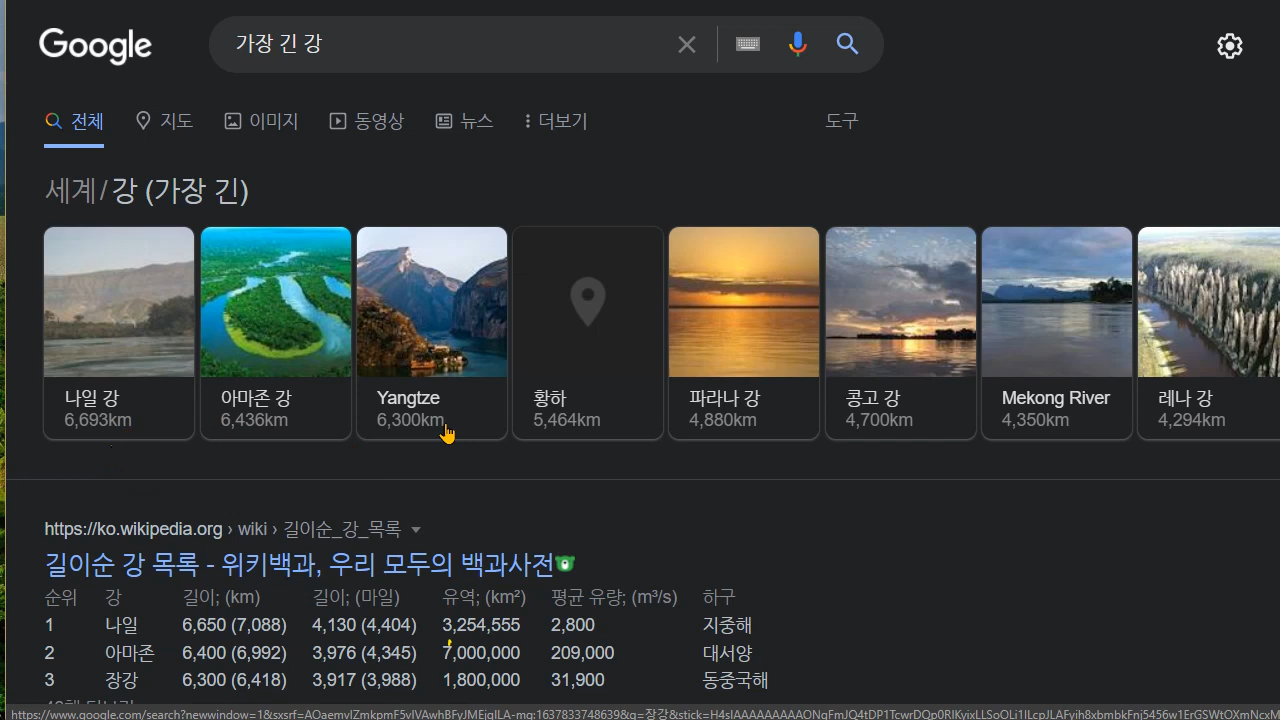 Google
가장 긴 강
전체
지도
이미지
동영상
뉴스
더보기
도구
세계/강 (가장 긴)
나일 강
6,693km
아마존 강
6,436km
Yangtze
6,300km
황하
5,464km
파라나 강
4,880km
콩고 강
4,700km
Mekong River
4,350km
레나 강
4,294km
https://ko.wikipedia.org › wiki › 길이순_강_목록
길이순 강 목록 - 위키백과, 우리 모두의 백과사전
순위 강 길이; (km) 길이; (마일) 유역; (km²) 평균 유량; (m³/s) 하구
1 나일 6,650 (7,088) 4,130 (4,404) 3,254,555 2,800 지중해
2 아마존 6,400 (6,992) 3,976 (4,345) 7,000,000 209,000 대서양
3 장강 6,300 (6,418) 3,917 (3,988) 1,800,000 31,900 동중국해